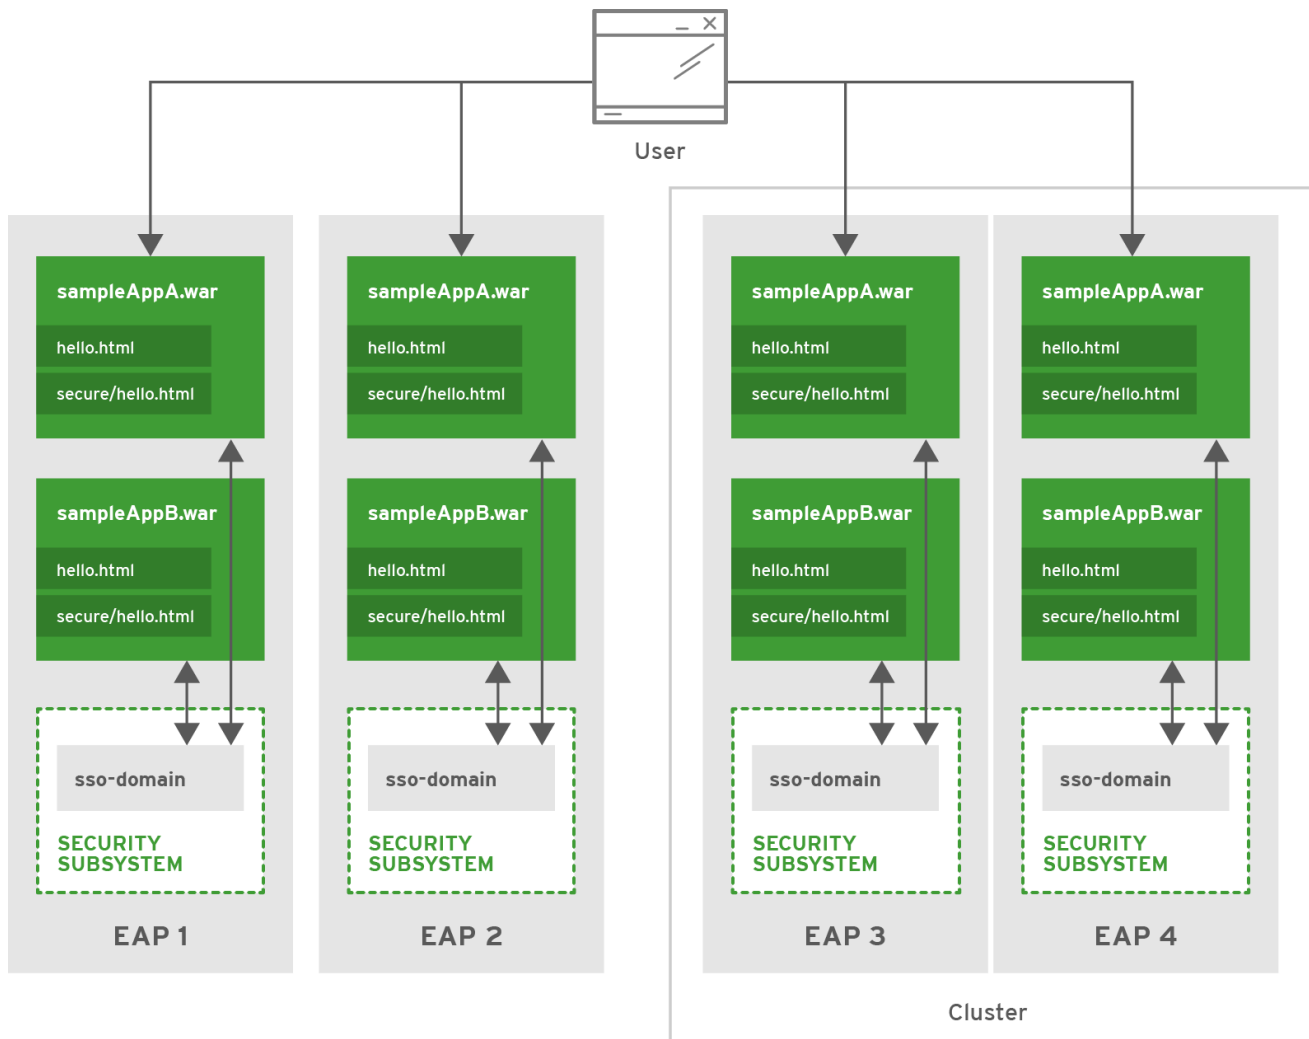 User
sampleAppA.war
hello.html
secure/hello.html
sampleAppB.war
hello.html
secure/hello.html
sso-domain
SECURITY
SUBSYSTEM
EAP 1
sampleAppA.war
hello.html
secure/hello.html
sampleAppB.war
hello.html
secure/hello.html
sso-domain
SECURITY
SUBSYSTEM
EAP 2
sampleAppA.war
hello.html
secure/hello.html
sampleAppB.war
hello.html
secure/hello.html
sso-domain
SECURITY
SUBSYSTEM
EAP 3
sampleAppA.war
hello.html
secure/hello.html
sampleAppB.war
hello.html
secure/hello.html
sso-domain
SECURITY
SUBSYSTEM
EAP 4
Cluster